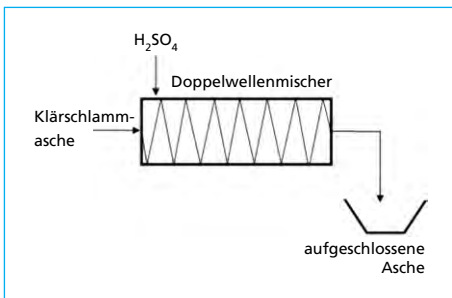 H₂SO₄
Doppelwellenmischer
Klärschlamm-
asche
aufgeschlossene
Asche